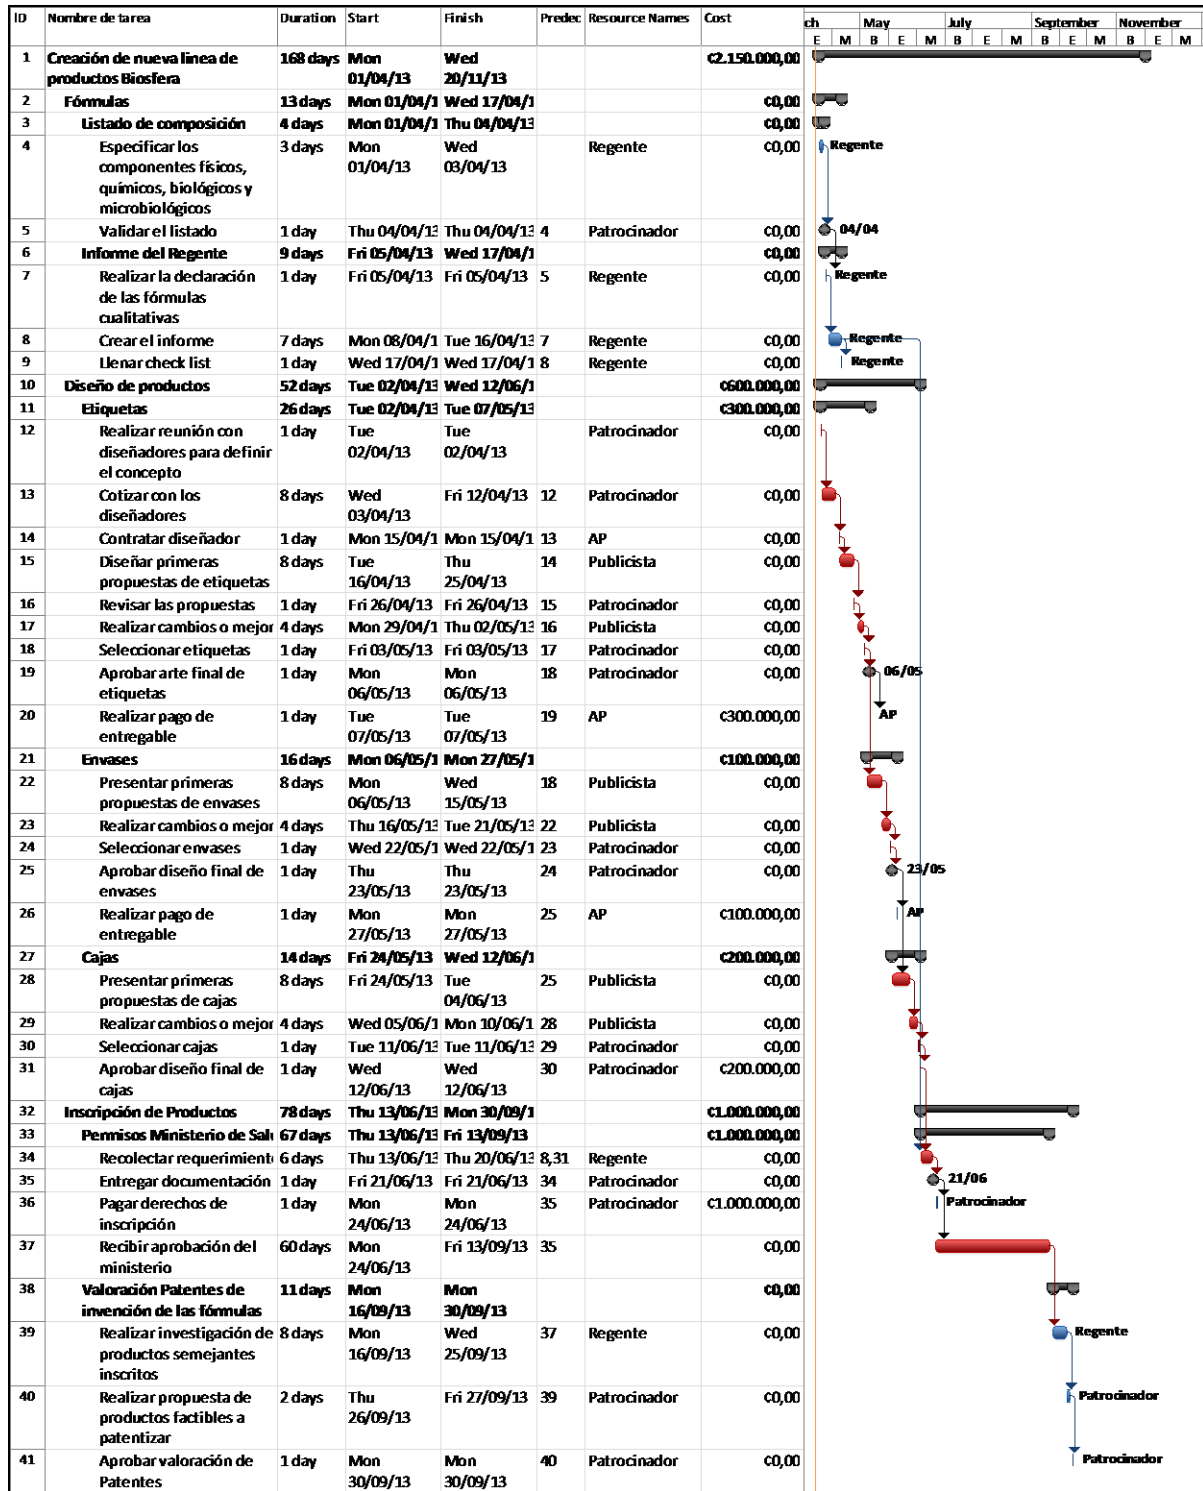 ID Nombre de tarea Duration Start Finish Predec Resource Names Cost ch May July September November
E M B E M B E M B E M B E M
1 Creación de nueva linea de productos Biosfera 168 days Mon 01/04/13 Wed 20/11/13 ₡2.150.000,00
2 Fórmulas 13 days Mon 01/04/1 Wed 17/04/1 ₡0,00
3 Listado de composición 4 days Mon 01/04/1 Thu 04/04/13 ₡0,00
4 Especificar los componentes físicos, químicos, biológicos y microbiológicos 3 days Mon 01/04/13 Wed 03/04/13 Regente ₡0,00 Regente
5 Validar el listado 1 day Thu 04/04/13 Thu 04/04/13 4 Patrocinador ₡0,00 04/04
6 Informe del Regente 9 days Fri 05/04/13 Wed 17/04/1 ₡0,00
7 Realizar la declaración de las fórmulas cualitativas 1 day Fri 05/04/13 Fri 05/04/13 5 Regente ₡0,00 Regente
8 Crear el informe 7 days Mon 08/04/1 Tue 16/04/13 7 Regente ₡0,00 Regente
9 Llenar check list 1 day Wed 17/04/1 Wed 17/04/1 8 Regente ₡0,00 Regente
10 Diseño de productos 52 days Tue 02/04/13 Wed 12/06/1 ₡600.000,00
11 Etiquetas 26 days Tue 02/04/13 Tue 07/05/13 ₡300.000,00
12 Realizar reunión con diseñadores para definir el concepto 1 day Tue 02/04/13 Tue 02/04/13 Patrocinador ₡0,00
13 Cotizar con los diseñadores 8 days Wed 03/04/13 Fri 12/04/13 12 Patrocinador ₡0,00
14 Contratar diseñador 1 day Mon 15/04/1 Mon 15/04/1 13 AP ₡0,00
15 Diseñar primeras propuestas de etiquetas 8 days Tue 16/04/13 Thu 25/04/13 14 Publicista ₡0,00
16 Revisar las propuestas 1 day Fri 26/04/13 Fri 26/04/13 15 Patrocinador ₡0,00
17 Realizar cambios o mejor 4 days Mon 29/04/1 Thu 02/05/13 16 Publicista ₡0,00
18 Seleccionar etiquetas 1 day Fri 03/05/13 Fri 03/05/13 17 Patrocinador ₡0,00
19 Aprobar arte final de etiquetas 1 day Mon 06/05/13 Mon 06/05/13 18 Patrocinador ₡0,00 06/05
20 Realizar pago de entregable 1 day Tue 07/05/13 Tue 07/05/13 19 AP ₡300.000,00 AP
21 Envases 16 days Mon 06/05/1 Mon 27/05/1 ₡100.000,00
22 Presentar primeras propuestas de envases 8 days Mon 06/05/13 Wed 15/05/13 18 Publicista ₡0,00
23 Realizar cambios o mejor 4 days Thu 16/05/13 Tue 21/05/13 22 Publicista ₡0,00
24 Seleccionar envases 1 day Wed 22/05/1 Wed 22/05/1 23 Patrocinador ₡0,00
25 Aprobar diseño final de envases 1 day Thu 23/05/13 Thu 23/05/13 24 Patrocinador ₡0,00 23/05
26 Realizar pago de entregable 1 day Mon 27/05/13 Mon 27/05/13 25 AP ₡100.000,00 AP
27 Cajas 14 days Fri 24/05/13 Wed 12/06/1 ₡200.000,00
28 Presentar primeras propuestas de cajas 8 days Fri 24/05/13 Tue 04/06/13 25 Publicista ₡0,00
29 Realizar cambios o mejor 4 days Wed 05/06/1 Mon 10/06/1 28 Publicista ₡0,00
30 Seleccionar cajas 1 day Tue 11/06/13 Tue 11/06/13 29 Patrocinador ₡0,00
31 Aprobar diseño final de cajas 1 day Wed 12/06/13 Wed 12/06/13 30 Patrocinador ₡200.000,00
32 Inscripción de Productos 78 days Thu 13/06/13 Mon 30/09/1 ₡1.000.000,00
33 Permisos Ministerio de Sal 67 days Thu 13/06/13 Fri 13/09/13 ₡1.000.000,00
34 Recolectar requerimient 6 days Thu 13/06/13 Thu 20/06/13 8,31 Regente ₡0,00
35 Entregar documentación 1 day Fri 21/06/13 Fri 21/06/13 34 Patrocinador ₡0,00 21/06
36 Pagar derechos de inscripción 1 day Mon 24/06/13 Mon 24/06/13 35 Patrocinador ₡1.000.000,00 Patrocinador
37 Recibir aprobación del ministerio 60 days Mon 24/06/13 Fri 13/09/13 35 ₡0,00
38 Valoración Patentes de invención de las fórmulas 11 days Mon 16/09/13 Mon 30/09/13 ₡0,00
39 Realizar investigación de productos semejantes inscritos 8 days Mon 16/09/13 Wed 25/09/13 37 Regente ₡0,00 Regente
40 Realizar propuesta de productos factibles a patentizar 2 days Thu 26/09/13 Fri 27/09/13 39 Patrocinador ₡0,00 Patrocinador
41 Aprobar valoración de Patentes 1 day Mon 30/09/13 Mon 30/09/13 40 Patrocinador ₡0,00 Patrocinador